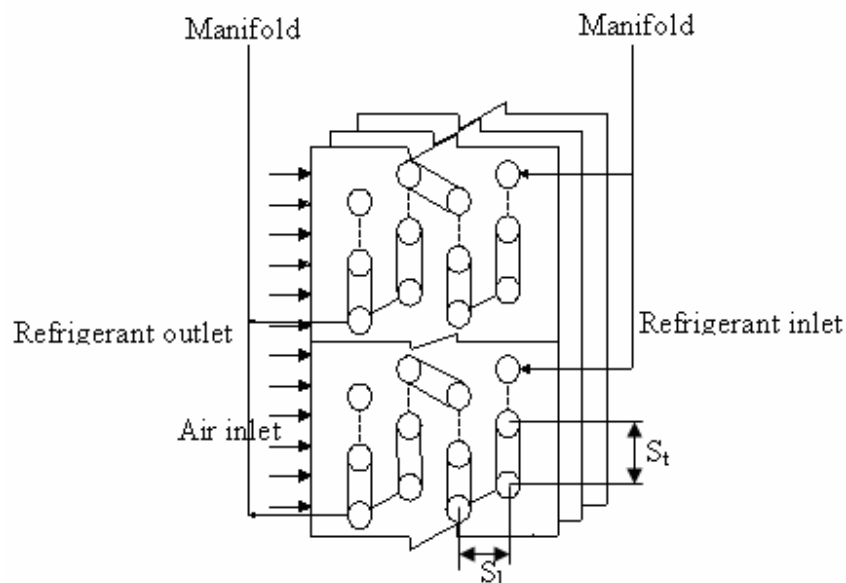 Manifold
Manifold
Refrigerant outlet
Refrigerant inlet
Air inlet
St
Sl